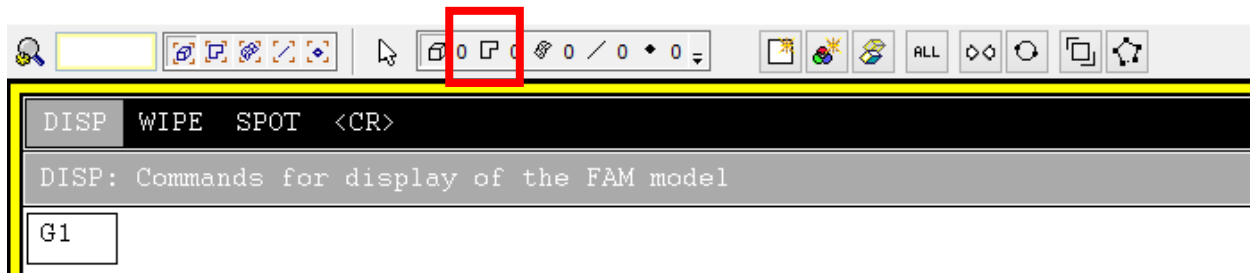 0 0 0 0 0 ALL
DISP WIPE SPOT <CR>
DISP: Commands for display of the FAM model
G1